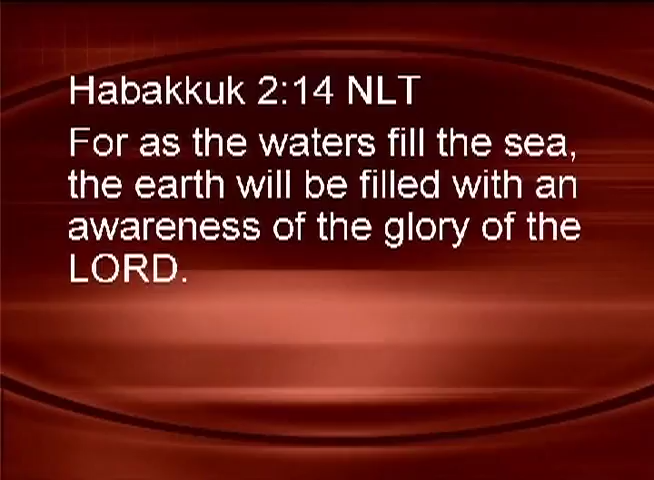 Habakkuk 2:14 NLT
For as the waters fill the sea,
the earth will be filled with an
awareness of the glory of the
LORD.